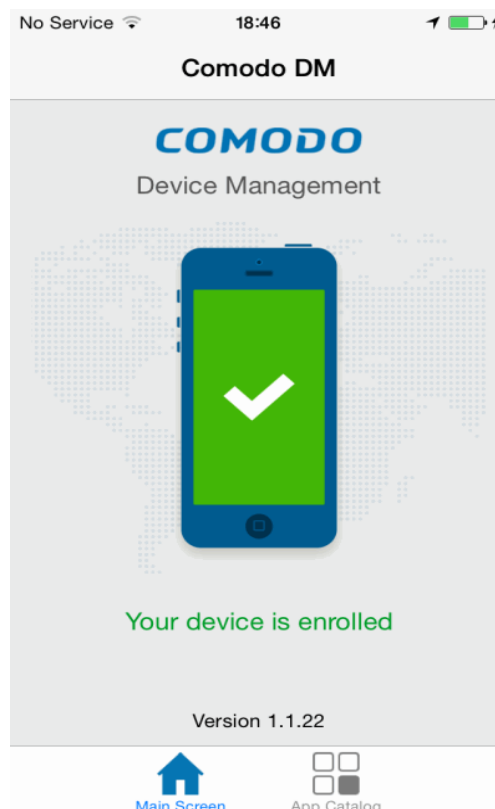 No Service 18:46
Comodo DM
COMODO
Device Management
Your device is enrolled
Version 1.1.22
Main Screen App Catalog